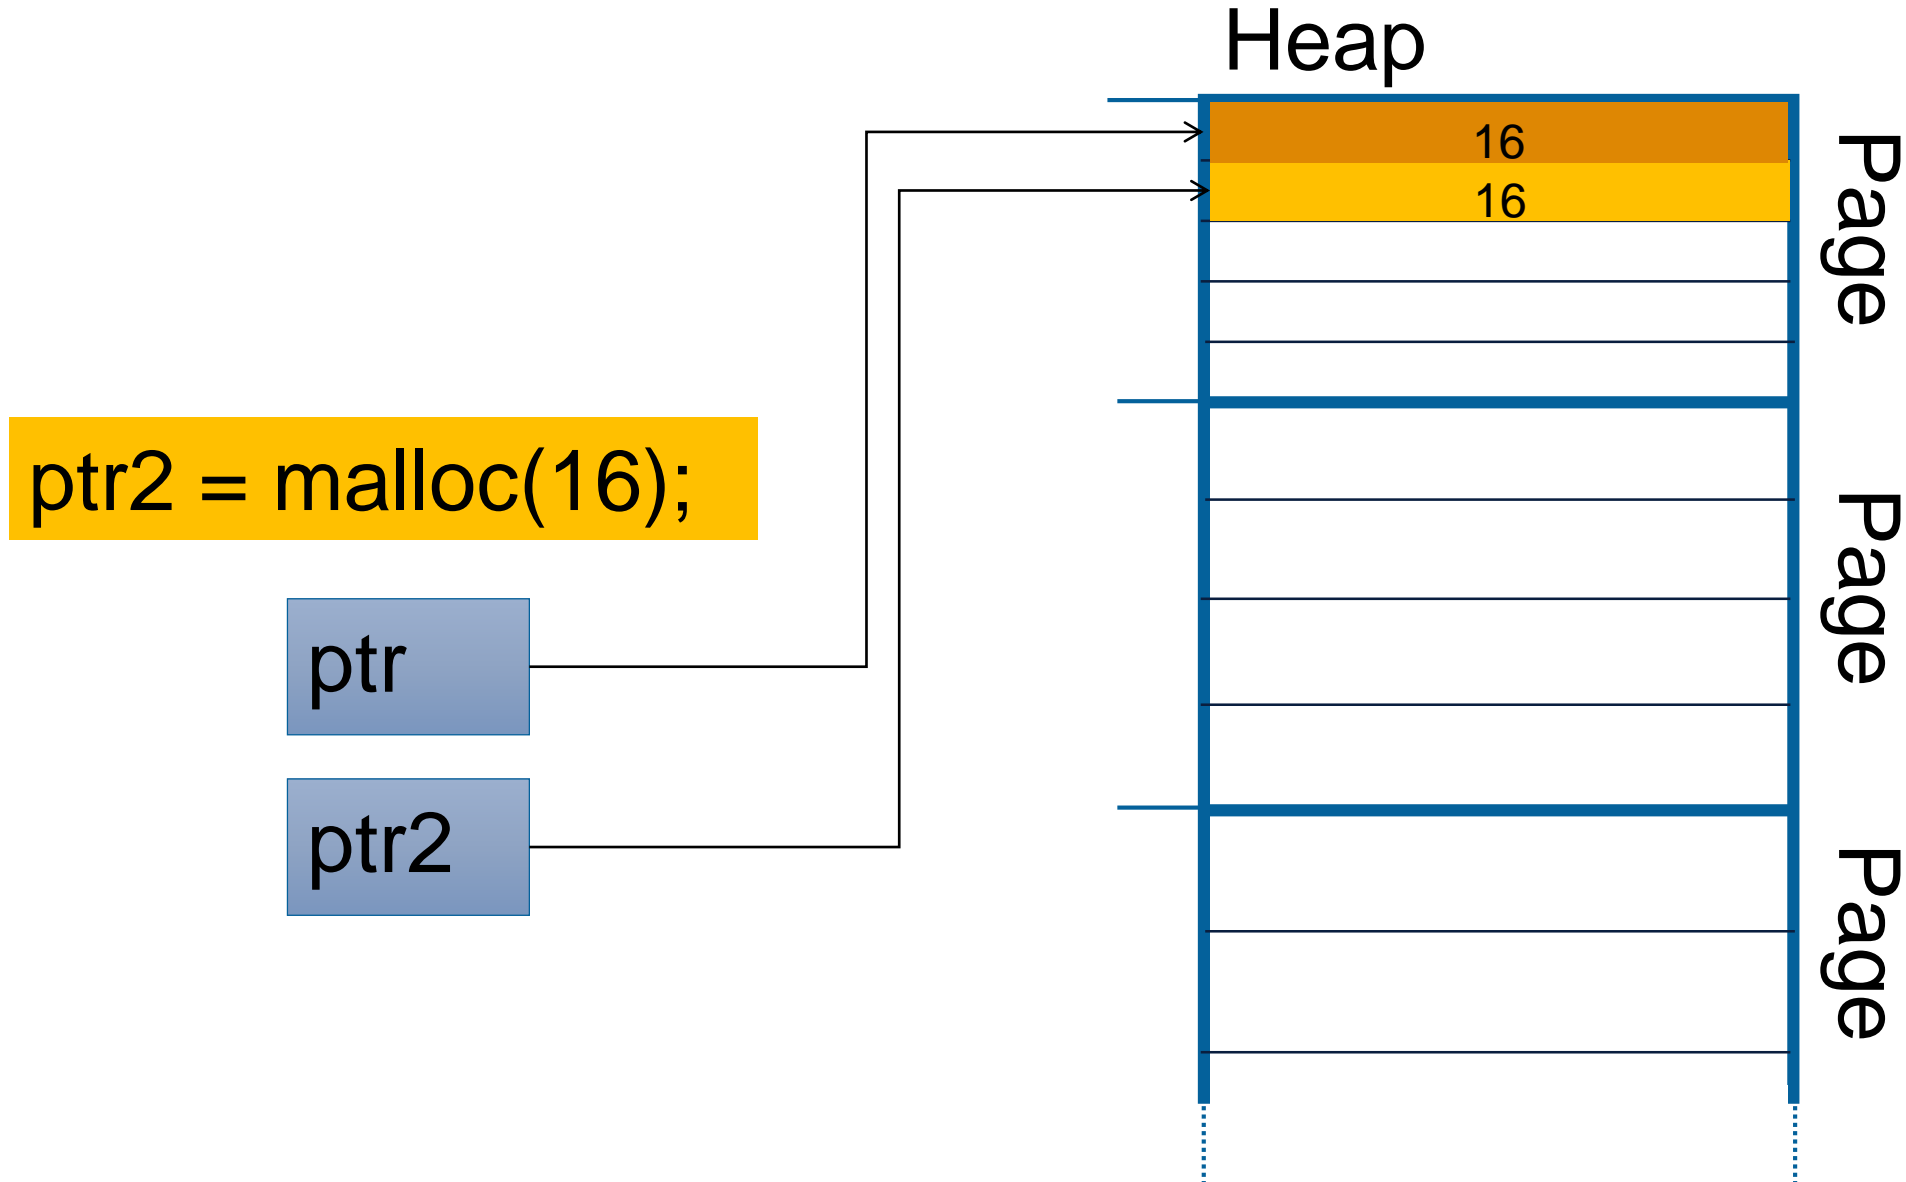 Heap
16
16
Page
ptr2 = malloc(16);
Page
ptr
ptr2
Page